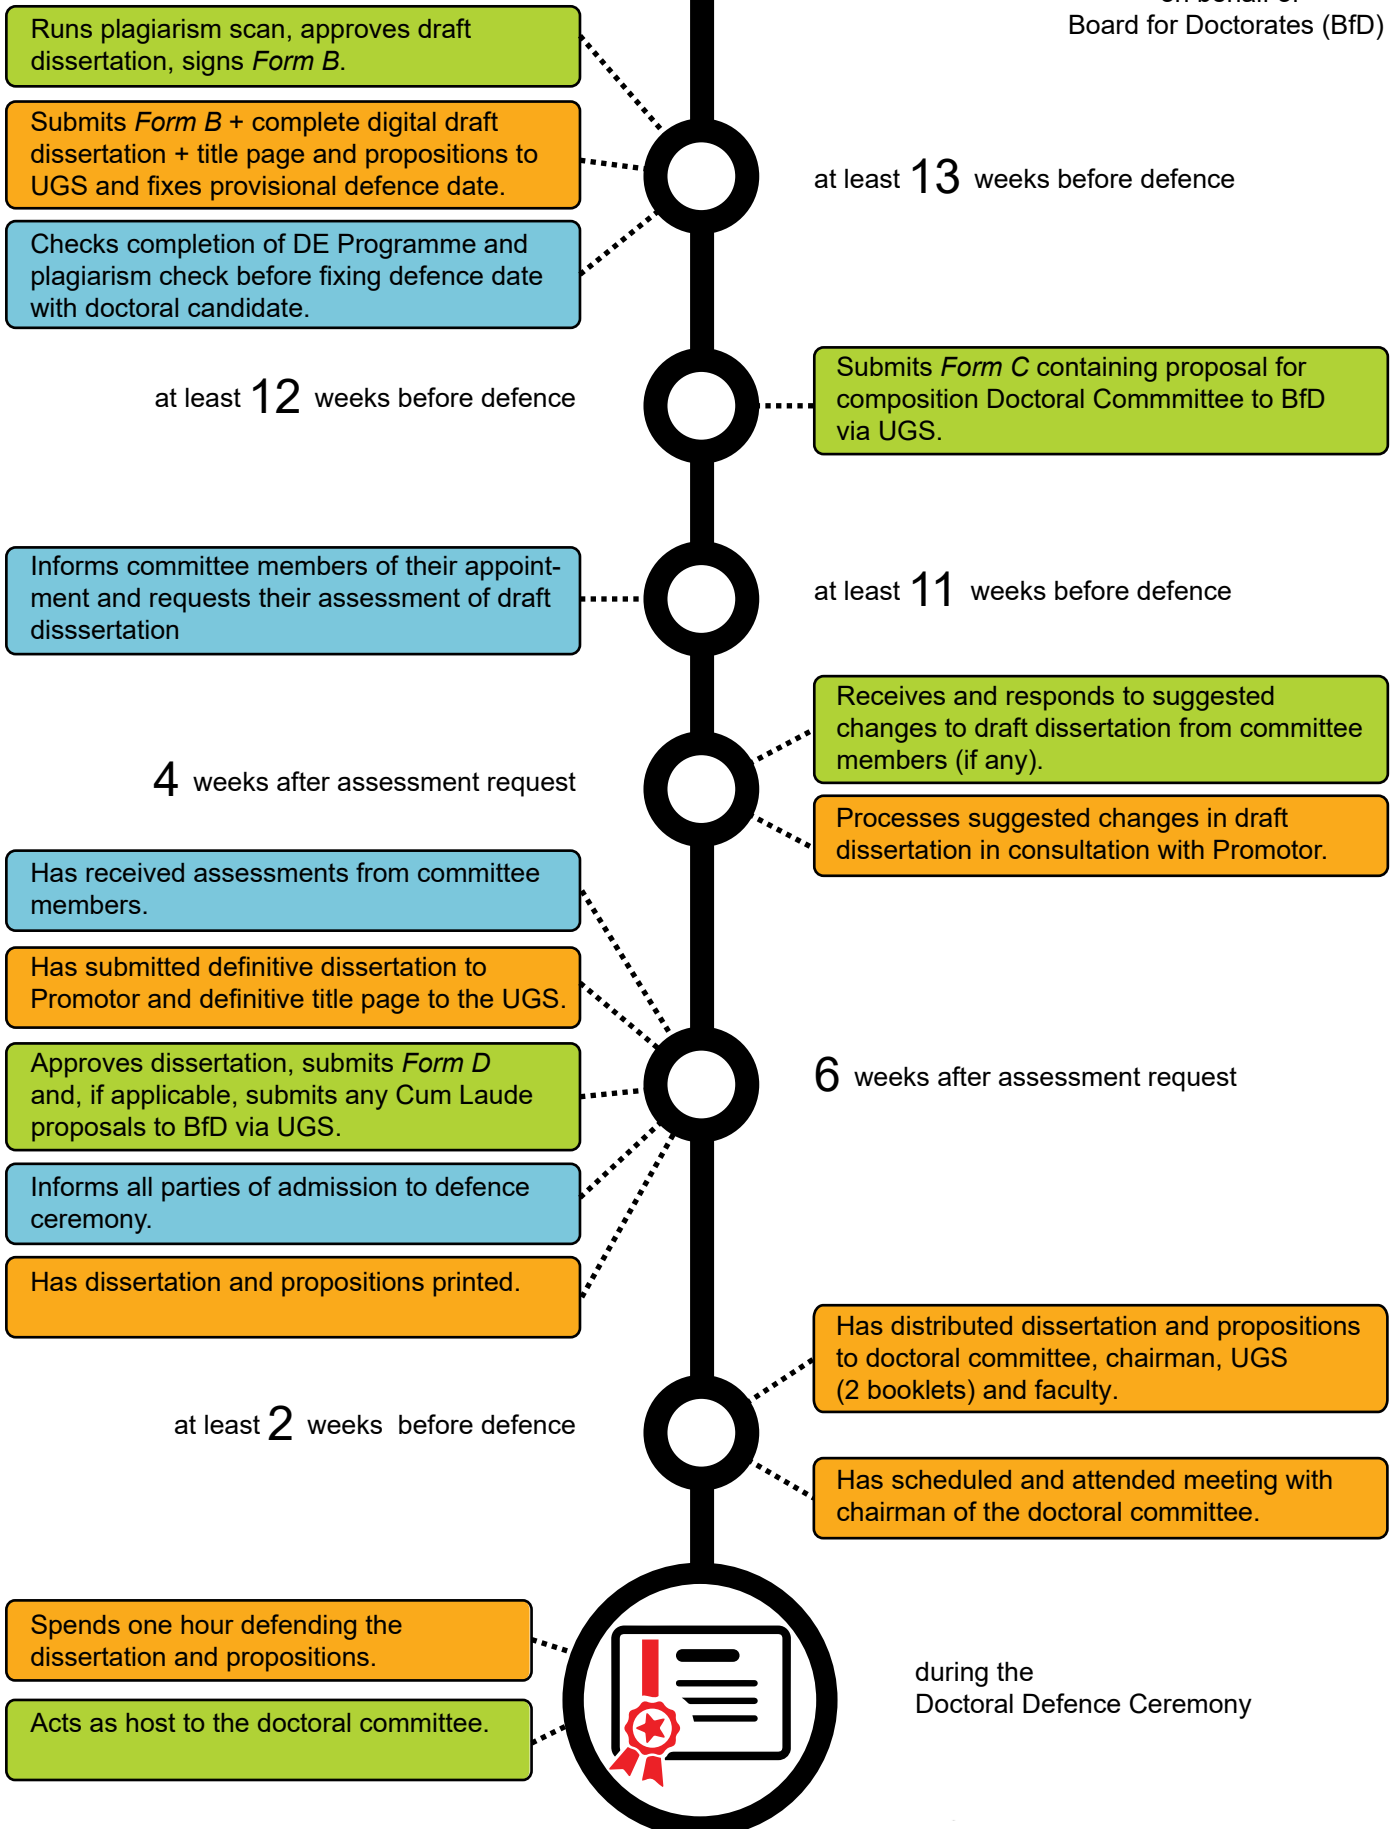 on behalf of
Board for Doctorates (BfD)
Runs plagiarism scan, approves draft
dissertation, signs Form B.
Submits Form B + complete digital draft
dissertation + title page and propositions to
UGS and fixes provisional defence date.
at least 13 weeks before defence
Checks completion of DE Programme and
plagiarism check before fixing defence date
with doctoral candidate.
at least 12 weeks before defence
Submits Form C containing proposal for
composition Doctoral Commmittee to BfD
via UGS.
Informs committee members of their appoint-
ment and requests their assessment of draft
disssertation
at least 11 weeks before defence
Receives and responds to suggested
changes to draft dissertation from committee
members (if any).
4 weeks after assessment request
Processes suggested changes in draft
dissertation in consultation with Promotor.
Has received assessments from committee
members.
Has submitted definitive dissertation to
Promotor and definitive title page to the UGS.
Approves dissertation, submits Form D
and, if applicable, submits any Cum Laude
proposals to BfD via UGS.
6 weeks after assessment request
Informs all parties of admission to defence
ceremony.
Has dissertation and propositions printed.
Has distributed dissertation and propositions
to doctoral committee, chairman, UGS
(2 booklets) and faculty.
at least 2 weeks before defence
Has scheduled and attended meeting with
chairman of the doctoral committee.
Spends one hour defending the
dissertation and propositions.
during the
Doctoral Defence Ceremony
Acts as host to the doctoral committee.